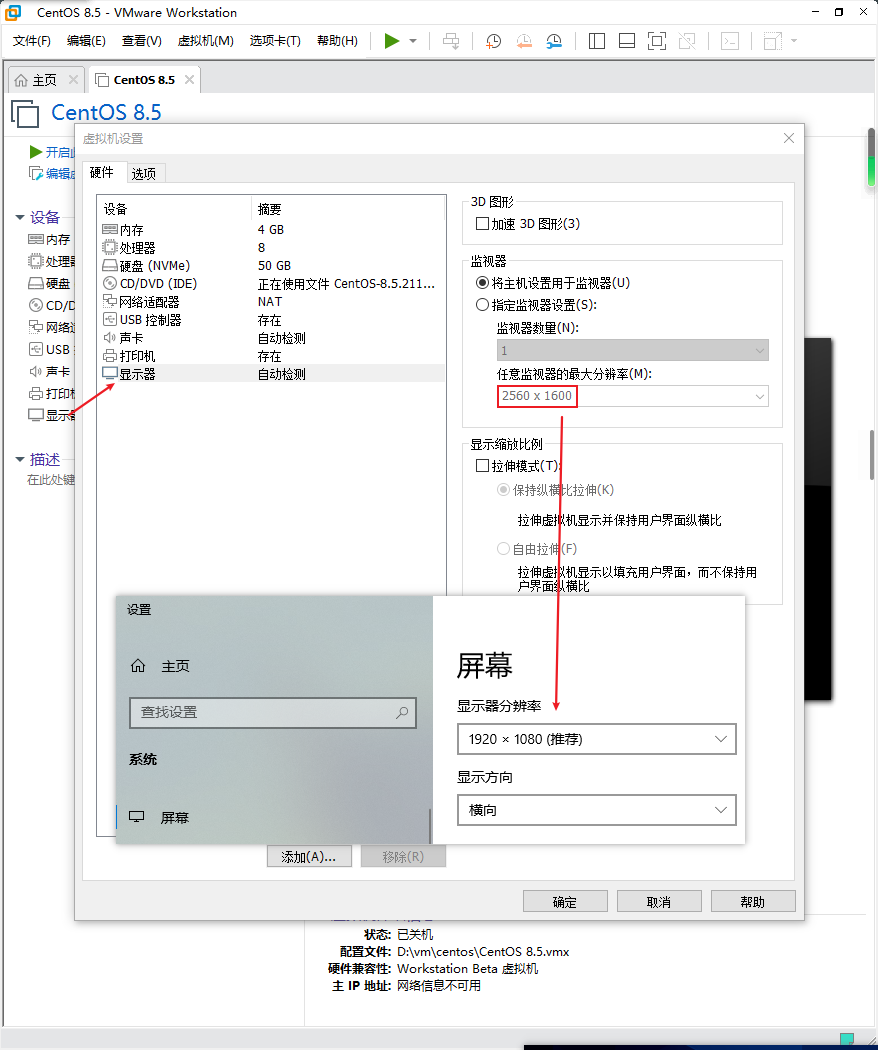 CentOS 8.5 - VMware Workstation
文件(F) 编辑(E) 查看(V) 虚拟机(M) 选项卡(T) 帮助(H)
主页 CentOS 8.5
CentOS 8.5
开启
编辑
设备
内存
处理器
硬盘
CD/D
网络适
USB
声卡
打印机
显示器
描述
在此处键
虚拟机设置
硬件 选项
设备 摘要
内存 4 GB
处理器 8
硬盘 (NVMe) 50 GB
CD/DVD (IDE) 正在使用文件 CentOS-8.5.211...
网络适配器 NAT
USB 控制器 存在
声卡 自动检测
打印机 存在
显示器 自动检测
3D 图形
加速 3D 图形(3)
监视器
将主机设置用于监视器(U)
指定监视器设置(S):
监视器数量(N):
1
任意监视器的最大分辨率(M):
2560 x 1600
显示缩放比例
拉伸模式(T):
保持纵横比拉伸(K)
拉伸虚拟机显示并保持用户界面纵横比
自由拉伸(F)
拉伸虚拟机显示以填充用户界面，而不保持用
户界面纵横比
设置
主页
查找设置
系统
屏幕
屏幕
显示器分辨率
1920 × 1080 (推荐)
显示方向
横向
添加(A)... 移除(R)
确定 取消 帮助
状态: 已关机
配置文件: D:\vm\centos\CentOS 8.5.vmx
硬件兼容性: Workstation Beta 虚拟机
主 IP 地址: 网络信息不可用